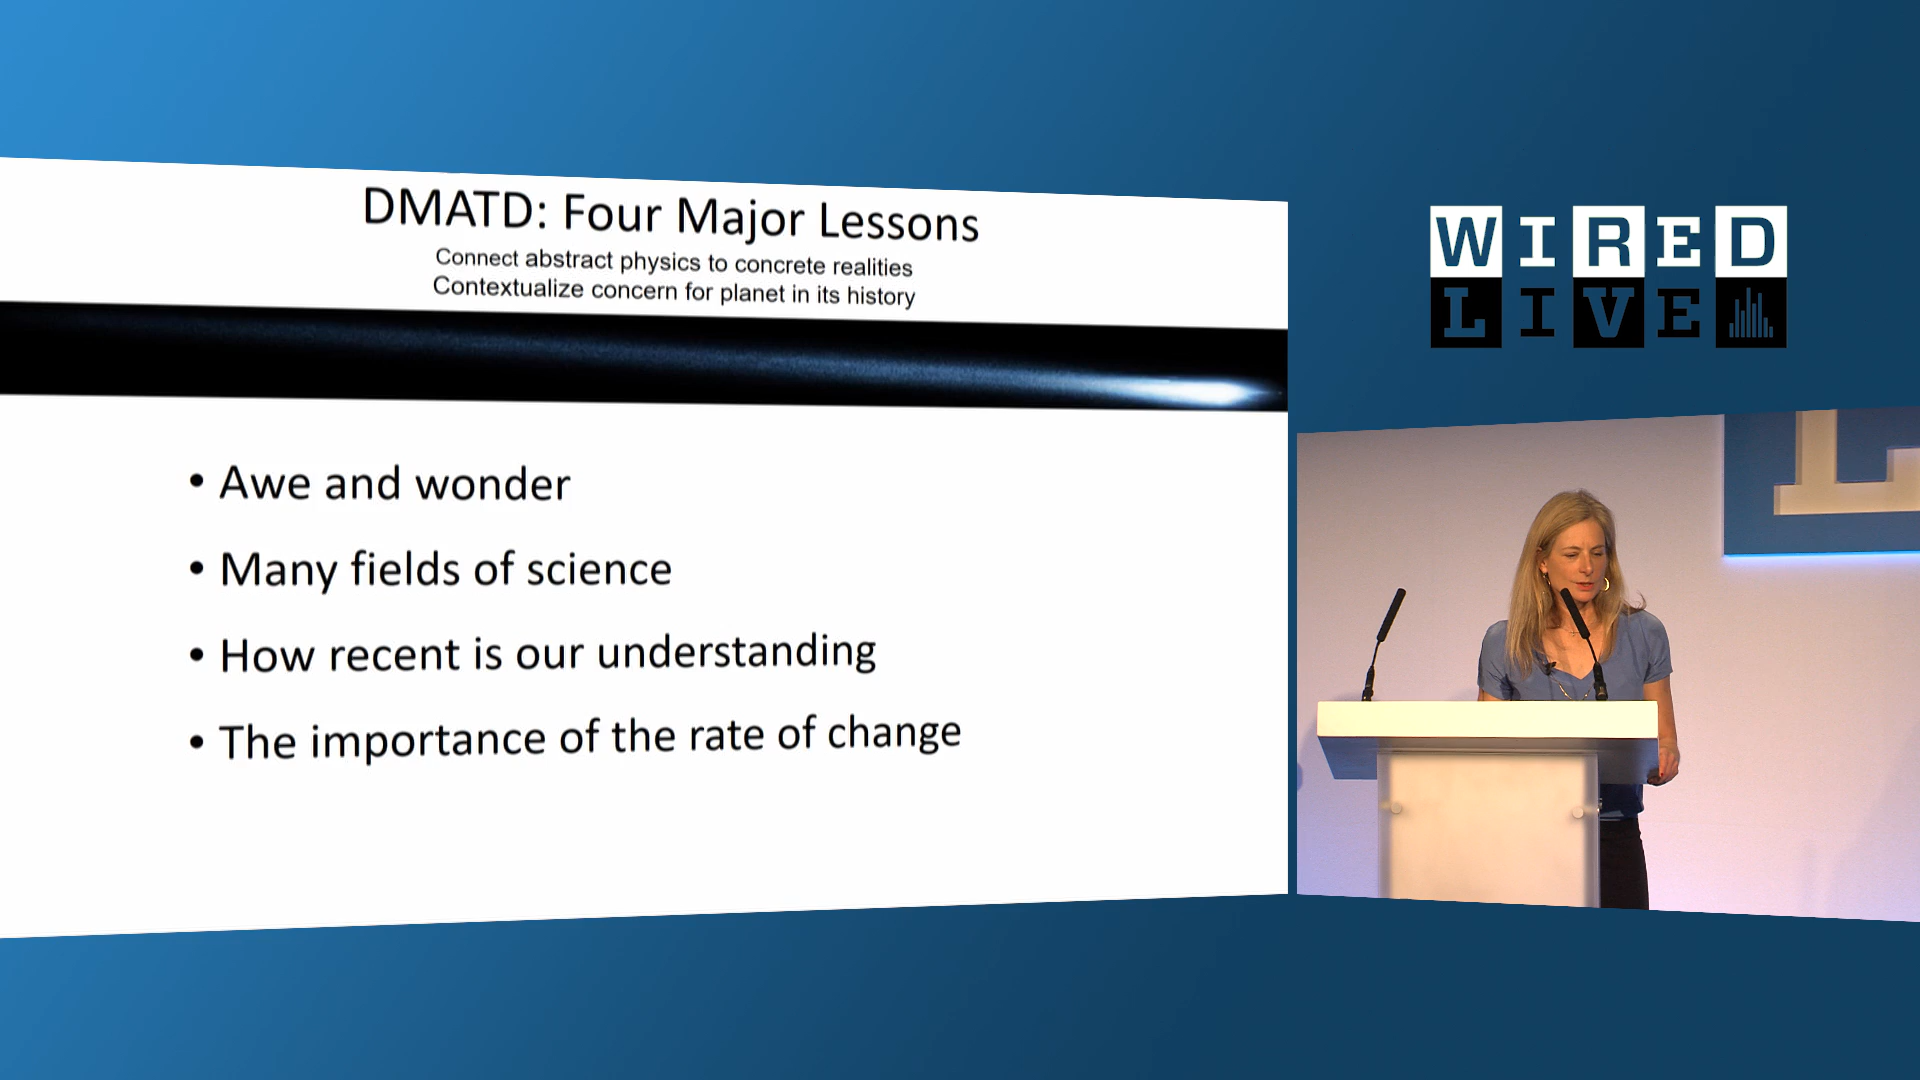 DMATD: Four Major Lessons
Connect abstract physics to concrete realities
Contextualize concern for planet in its history
• Awe and wonder
• Many fields of science
• How recent is our understanding
• The importance of the rate of change
WIRED
LIVE
L